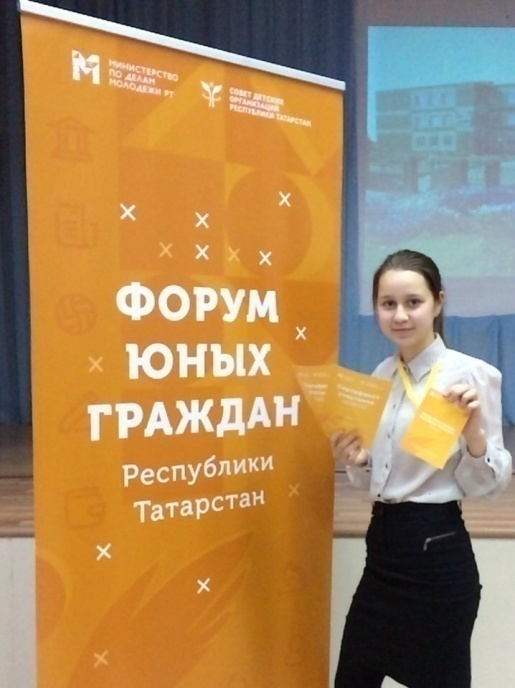 МИНИСТЕРСТВО
ПО ДЕЛАМ
МОЛОДЕЖИ РТ
СОВЕТ ДЕТСКИХ
ОРГАНИЗАЦИЙ
РЕСПУБЛИКИ ТАТАРСТАН
ФОРУМ
ЮНЫХ
ГРАЖДАН
Республики
Татарстан